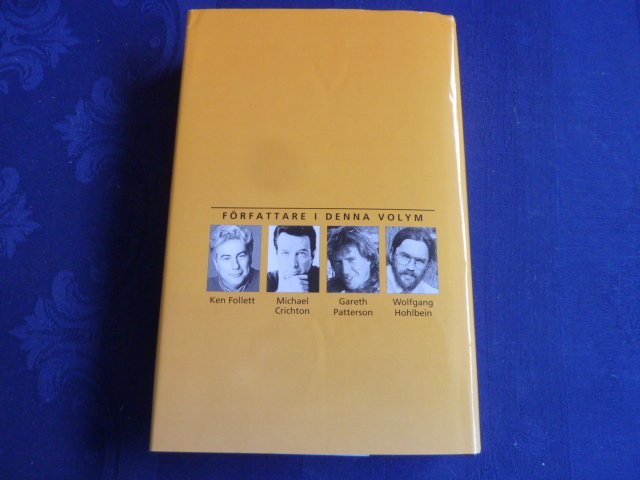 FÖRFATTARE I DENNA VOLYM
Ken Follett
Michael
Crichton
Gareth
Patterson
Wolfgang
Hohlbein